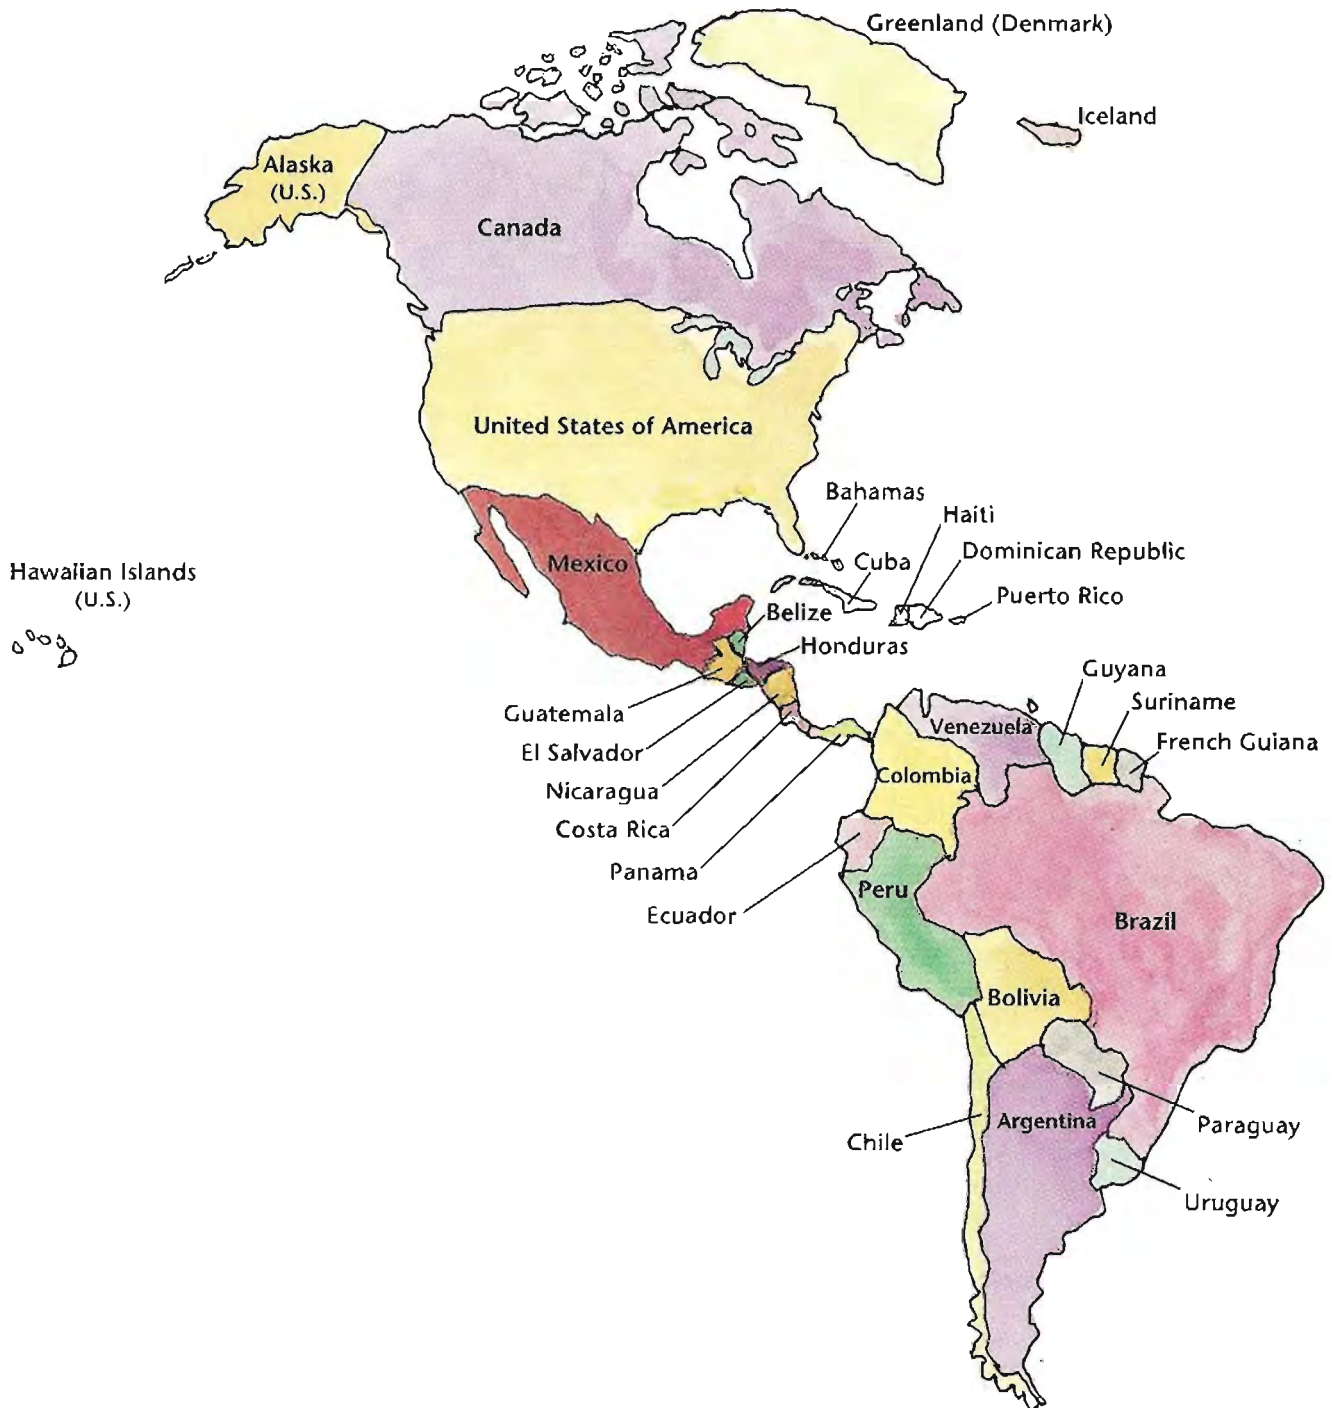 Greenland (Denmark)
Iceland
Alaska
(U.S.)
Canada
United States of America
Bahamas
Haiti
Dominican Republic
Cuba
Puerto Rico
Hawaiian Islands
(U.S.)
Mexico
Belize
Honduras
Guatemala
El Salvador
Nicaragua
Costa Rica
Panama
Ecuador
Guyana
Suriname
French Guiana
Venezuela
Colombia
Peru
Brazil
Bolivia
Paraguay
Chile
Argentina
Uruguay